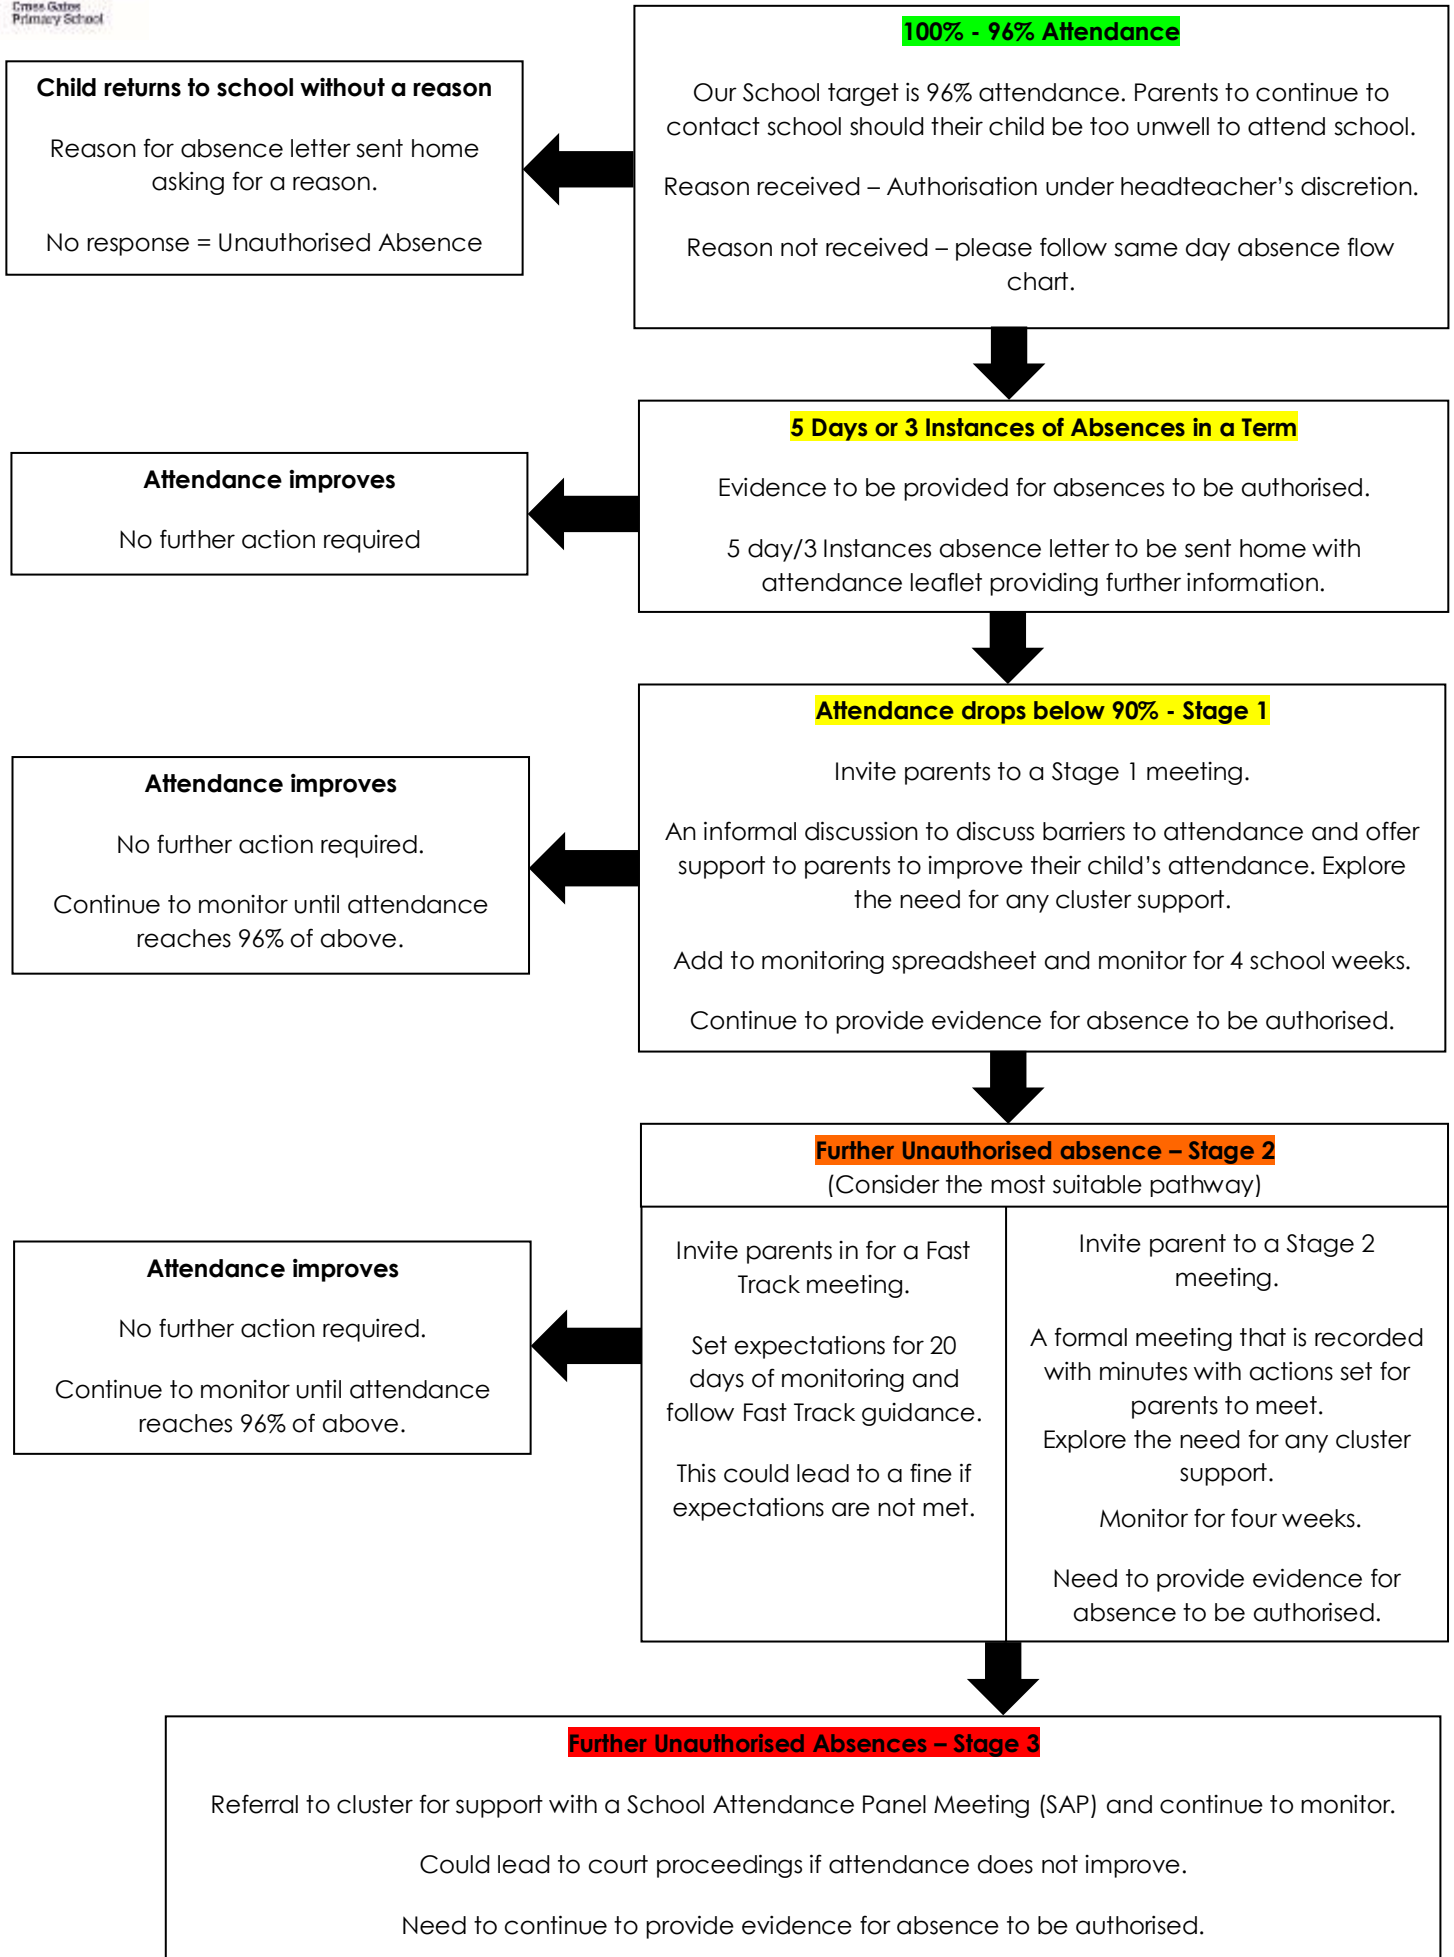 Cross Gates
Primary School
100% - 96% Attendance
Our School target is 96% attendance. Parents to continue to
contact school should their child be too unwell to attend school.
Reason received – Authorisation under headteacher's discretion.
Reason not received – please follow same day absence flow
chart.
Child returns to school without a reason
Reason for absence letter sent home
asking for a reason.
No response = Unauthorised Absence
5 Days or 3 Instances of Absences in a Term
Evidence to be provided for absences to be authorised.
5 day/3 Instances absence letter to be sent home with
attendance leaflet providing further information.
Attendance improves
No further action required
Attendance drops below 90% - Stage 1
Invite parents to a Stage 1 meeting.
An informal discussion to discuss barriers to attendance and offer
support to parents to improve their child's attendance. Explore
the need for any cluster support.
Add to monitoring spreadsheet and monitor for 4 school weeks.
Continue to provide evidence for absence to be authorised.
Attendance improves
No further action required.
Continue to monitor until attendance
reaches 96% of above.
Further Unauthorised absence – Stage 2
(Consider the most suitable pathway)
Invite parents in for a Fast
Track meeting.
Set expectations for 20
days of monitoring and
follow Fast Track guidance.
This could lead to a fine if
expectations are not met.
Invite parent to a Stage 2
meeting.
A formal meeting that is recorded
with minutes with actions set for
parents to meet.
Explore the need for any cluster
support.
Monitor for four weeks.
Need to provide evidence for
absence to be authorised.
Attendance improves
No further action required.
Continue to monitor until attendance
reaches 96% of above.
Further Unauthorised Absences – Stage 3
Referral to cluster for support with a School Attendance Panel Meeting (SAP) and continue to monitor.
Could lead to court proceedings if attendance does not improve.
Need to continue to provide evidence for absence to be authorised.